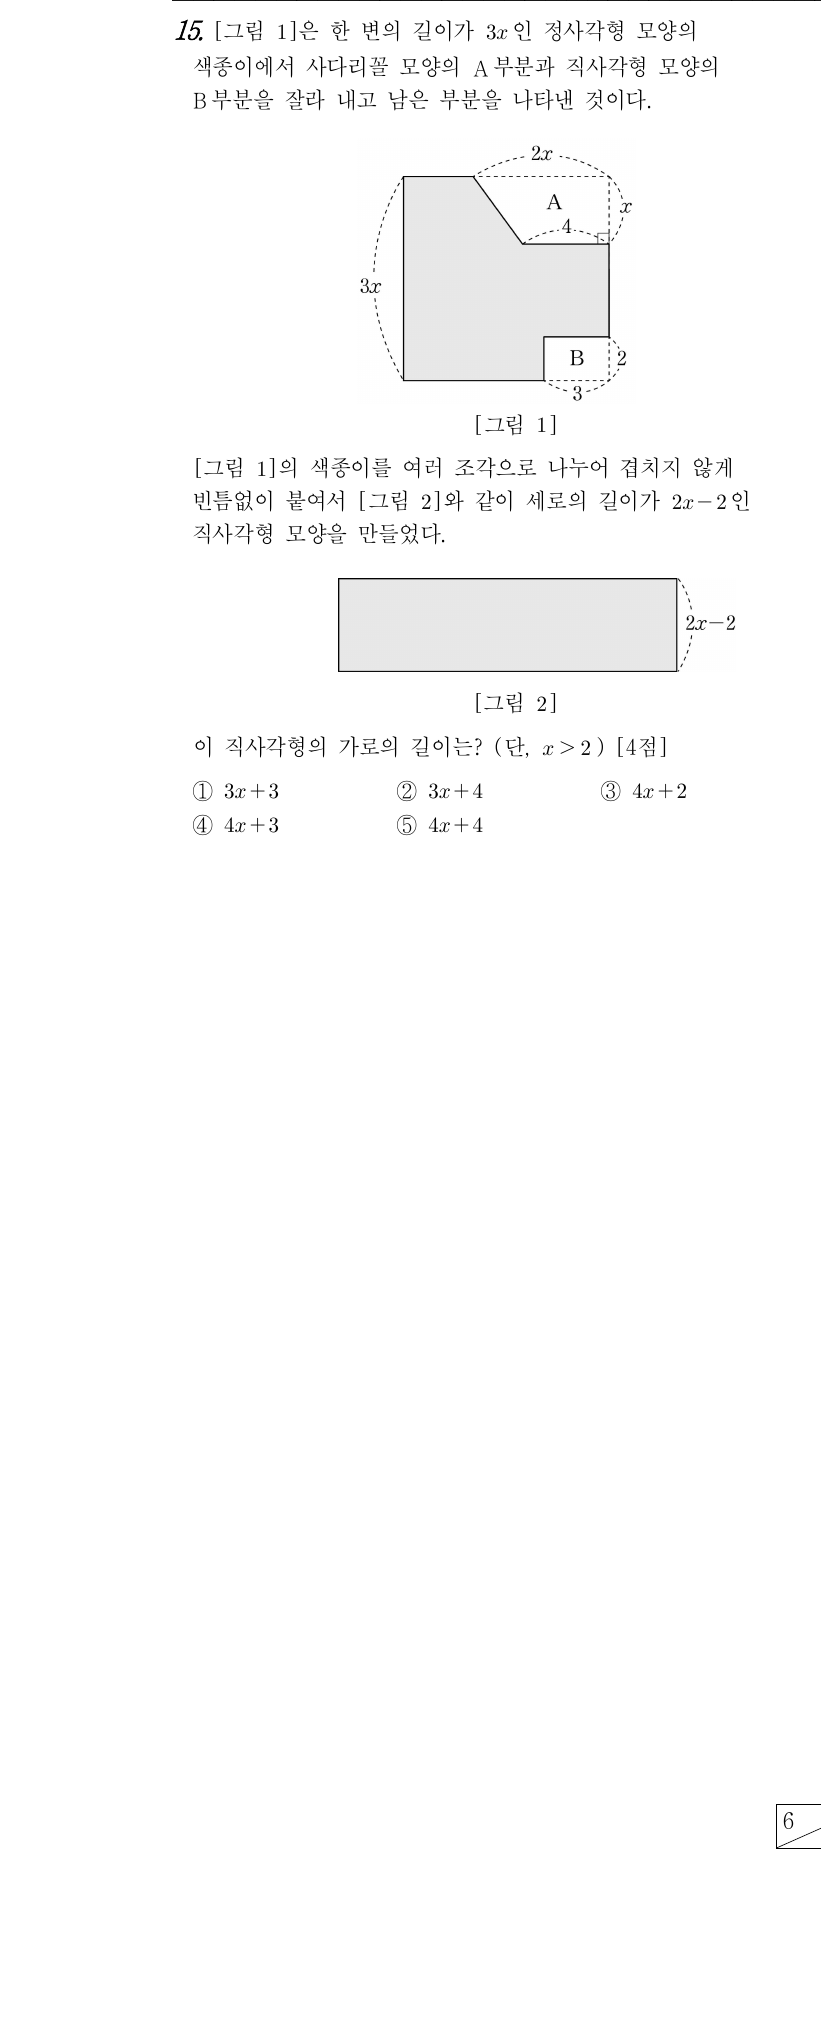 15. [그림 1]은 한 변의 길이가 3x인 정사각형 모양의
색종이에서 사다리꼴 모양의 A부분과 직사각형 모양의
B부분을 잘라 내고 남은 부분을 나타낸 것이다.
2x
A
x
4
3x
B
2
3
[그림 1]
[그림 1]의 색종이를 여러 조각으로 나누어 겹치지 않게
빈틈없이 붙여서 [그림 2]와 같이 세로의 길이가 2x-2인
직사각형 모양을 만들었다.
2x-2
[그림 2]
이 직사각형의 가로의 길이는? (단, x>2) [4점]
① 3x+3 ② 3x+4 ③ 4x+2
④ 4x+3 ⑤ 4x+4
6